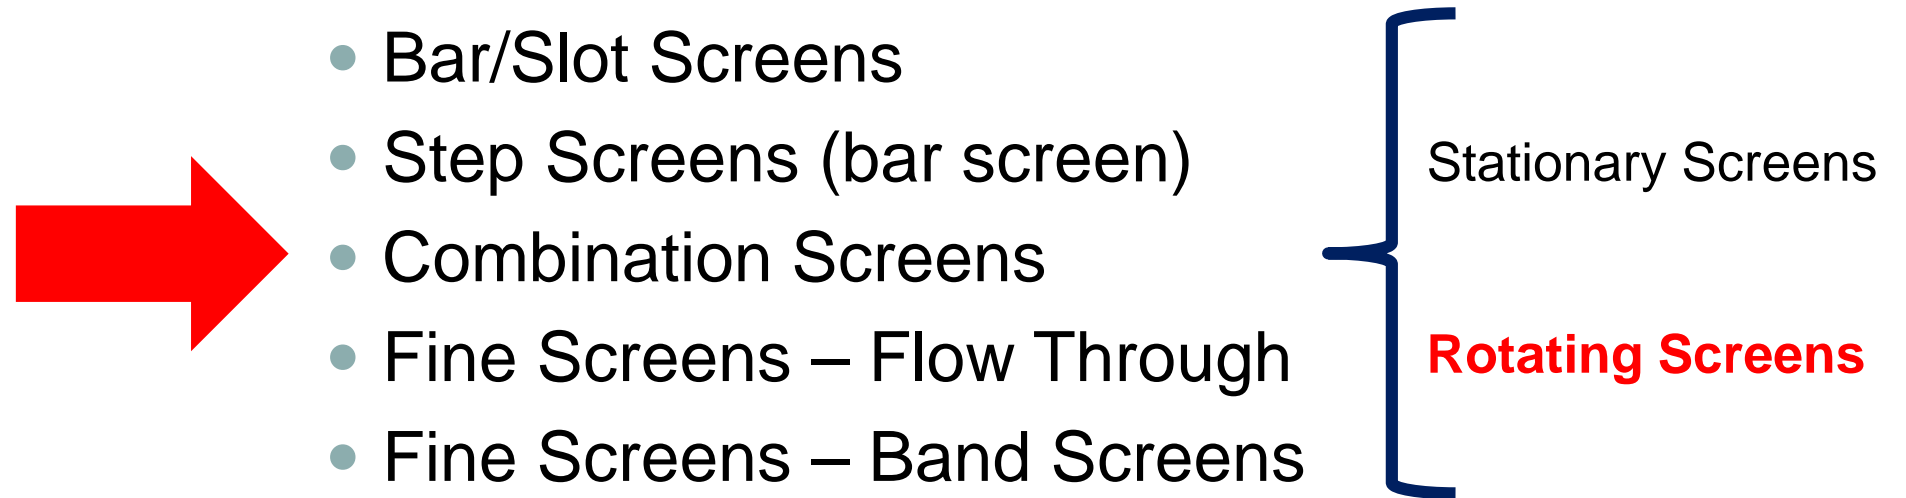 Bar/Slot Screens
Step Screens (bar screen)
Combination Screens
Fine Screens – Flow Through
Fine Screens – Band Screens
Stationary Screens
Rotating Screens